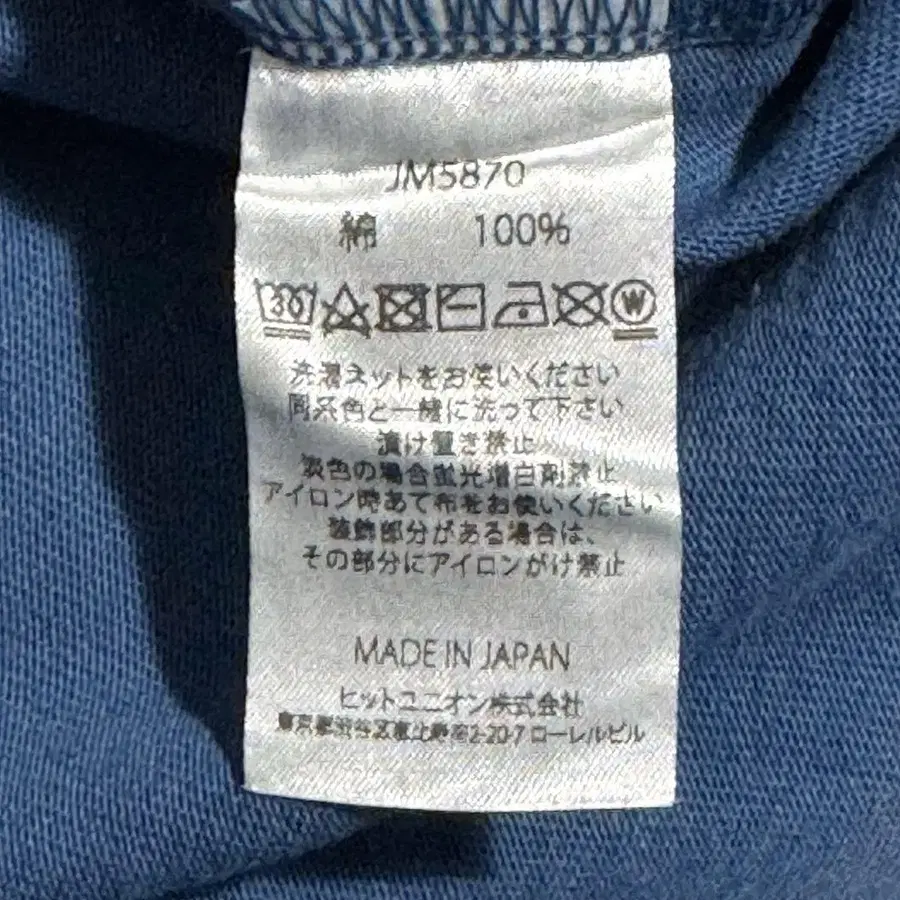 JM5870
綿 100%
30 W
洗濯ネットをお使いください
同系色と一緒に洗って下さい
漬け置き禁止
淡色の場合蛍光増白剤禁止
アイロン時あて布をお使いください
装飾部分がある場合は、
その部分にアイロンがけ禁止
MADE IN JAPAN
ヒットユニオン株式会社
東京都渋谷区恵比寿西2-20-7 ローレルビル